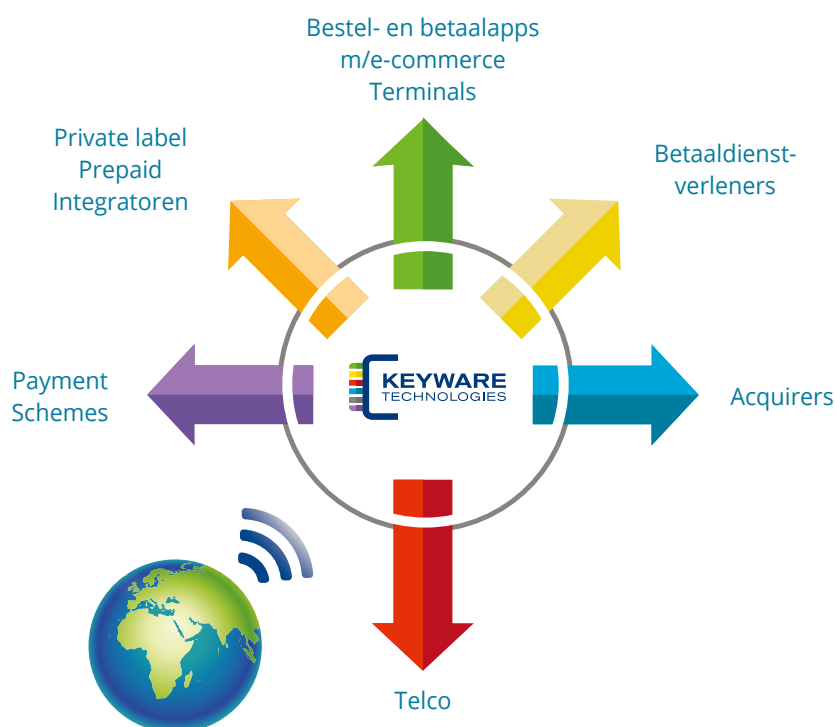 Bestel- en betaalapps
m/e-commerce
Terminals
Private label
Prepaid
Integratoren
Betaaldienst-
verleners
Payment
Schemes
KEYWARE
TECHNOLOGIES
Acquirers
Telco